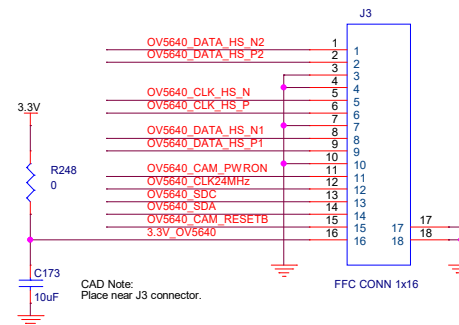 J3
OV5640_DATA_HS_N2 1 1
OV5640_DATA_HS_P2 2 2
3 3
4 4
OV5640_CLK_HS_N 5 5
OV5640_CLK_HS_P 6 6
7 7
OV5640_DATA_HS_N1 8 8
OV5640_DATA_HS_P1 9 9
10 10
OV5640_CAM_PWRON 11 11
OV5640_CLK24MHz 12 12
OV5640_SDC 13 13
OV5640_SDA 14 14
OV5640_CAM_RESETB 15 15 17 17
3.3V_OV5640 16 16 18 18
3.3V
R248
0
C173
10uF
CAD Note:
Place near J3 connector.
FFC CONN 1x16